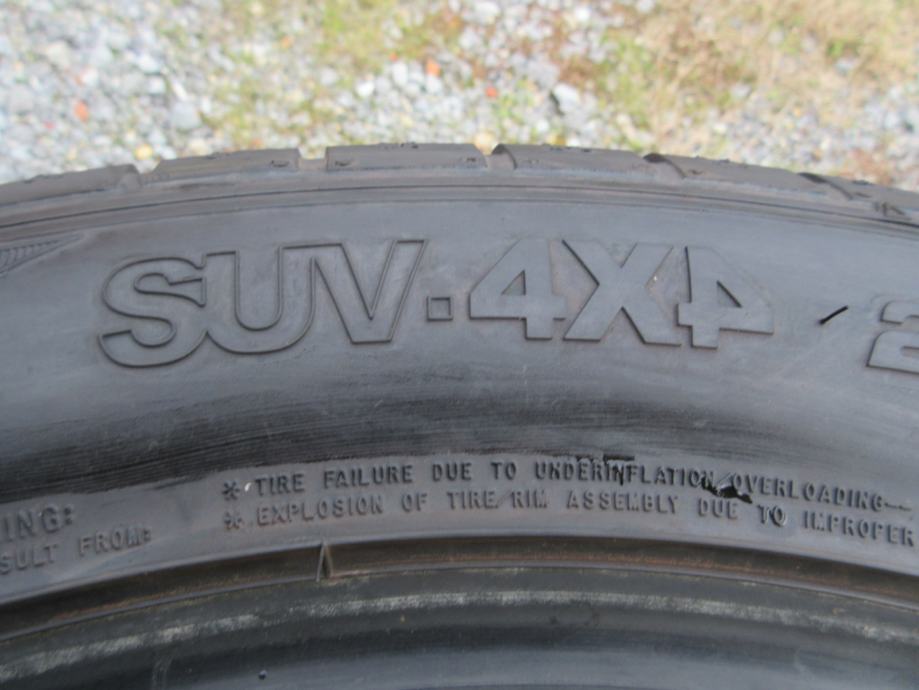 SUV·4X4 2
* TIRE FAILURE DUE TO UNDERINFLATION/OVERLOADING--
ING: * EXPLOSION OF TIRE/RIM ASSEMBLY DUE TO IMPROPER
SULT FROM: